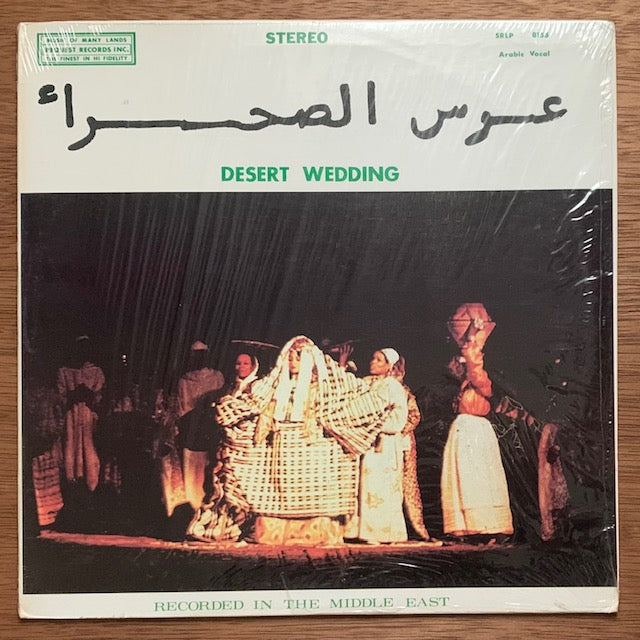 MUSIC OF MANY LANDS
REQUEST RECORDS INC.
THE FINEST IN HI FIDELITY
STEREO
SRLP 8156
Arabic Vocal
عروس الصحراء
DESERT WEDDING
RECORDED IN THE MIDDLE EAST